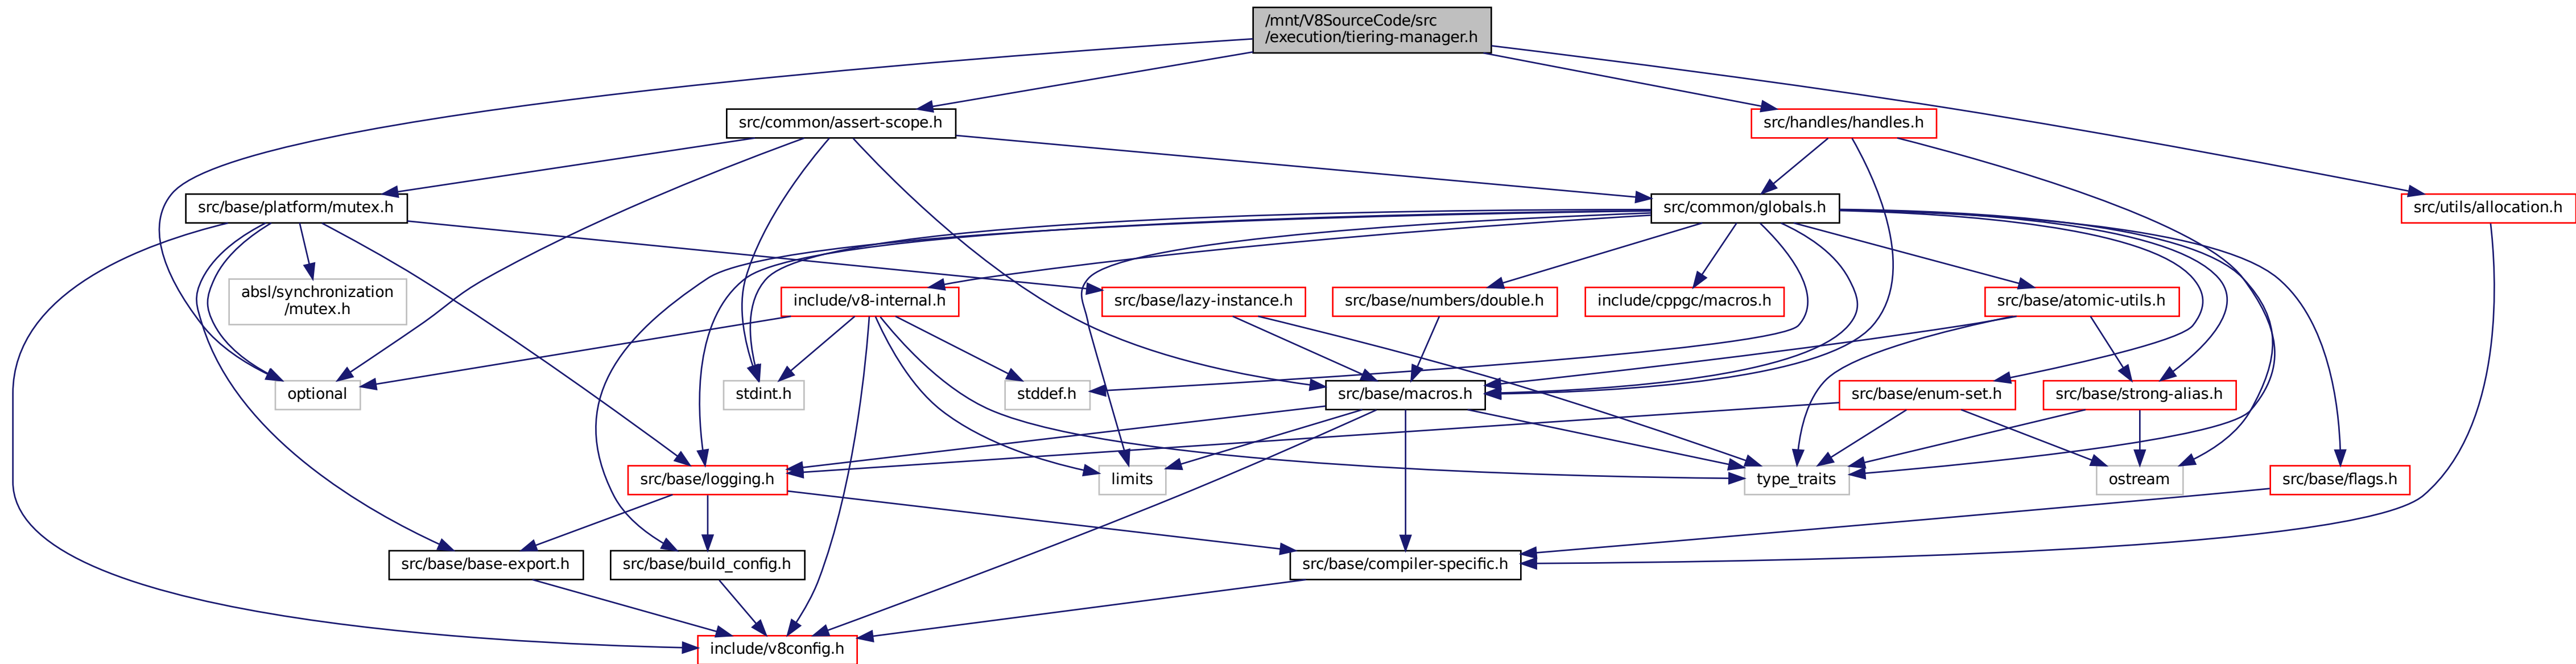 /mnt/V8SourceCode/src
/execution/tiering-manager.h
src/common/assert-scope.h
src/handles/handles.h
src/base/platform/mutex.h
src/common/globals.h
src/utils/allocation.h
absl/synchronization
/mutex.h
include/v8-internal.h
src/base/lazy-instance.h
src/base/numbers/double.h
include/cppgc/macros.h
src/base/atomic-utils.h
optional
stdint.h
stddef.h
src/base/macros.h
src/base/enum-set.h
src/base/strong-alias.h
src/base/logging.h
limits
type_traits
ostream
src/base/flags.h
src/base/base-export.h
src/base/build_config.h
src/base/compiler-specific.h
include/v8config.h